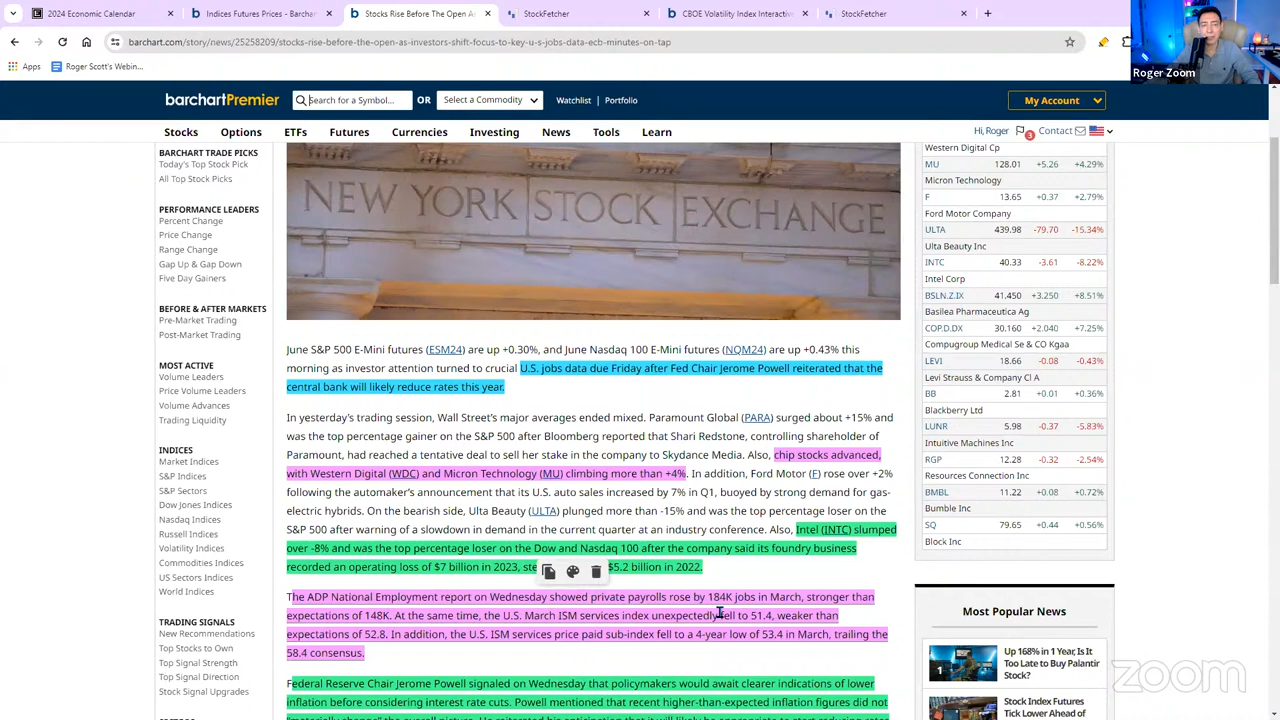 2024 Economic Calendar
Indices Futures Prices - Barchar
Stocks Rise Before The Open As
StockFetcher
CBOE Volatility Index Interactiv
StockFetcher
barchart.com/story/news/25258209/stocks-rise-before-the-open-as-investors-shift-focus-to-key-u-s-jobs-data-ecb-minutes-on-tap
Apps
Roger Scott's Webin...
Roger Zoom
barchartPremier
Search for a Symbol...
OR
Select a Commodity
Watchlist | Portfolio
My Account
Stocks Options ETFs Futures Currencies Investing News Tools Learn
Hi, Roger
3
Contact
BARCHART TRADE PICKS
Today's Top Stock Pick
All Top Stock Picks
PERFORMANCE LEADERS
Percent Change
Price Change
Range Change
Gap Up & Gap Down
Five Day Gainers
BEFORE & AFTER MARKETS
Pre-Market Trading
Post-Market Trading
MOST ACTIVE
Volume Leaders
Price Volume Leaders
Volume Advances
Trading Liquidity
INDICES
Market Indices
S&P Indices
S&P Sectors
Dow Jones Indices
Nasdaq Indices
Russell Indices
Volatility Indices
Commodities Indices
US Sectors Indices
World Indices
TRADING SIGNALS
New Recommendations
Top Stocks to Own
Top Signal Strength
Top Signal Direction
Stock Signal Upgrades
NEW YORK STOCK EXCHANGE
June S&P 500 E-Mini futures (ESM24) are up +0.30%, and June Nasdaq 100 E-Mini futures (NQM24) are up +0.43% this
morning as investor attention turned to crucial U.S. jobs data due Friday after Fed Chair Jerome Powell reiterated that the
central bank will likely reduce rates this year.
In yesterday's trading session, Wall Street's major averages ended mixed. Paramount Global (PARA) surged about +15% and
was the top percentage gainer on the S&P 500 after Bloomberg reported that Shari Redstone, controlling shareholder of
Paramount, had reached a tentative deal to sell her stake in the company to Skydance Media. Also, chip stocks advanced,
with Western Digital (WDC) and Micron Technology (MU) climbing more than +4%. In addition, Ford Motor (F) rose over +2%
following the automaker's announcement that its U.S. auto sales increased by 7% in Q1, buoyed by strong demand for gas-
electric hybrids. On the bearish side, Ulta Beauty (ULTA) plunged more than -15% and was the top percentage loser on the
S&P 500 after warning of a slowdown in demand in the current quarter at an industry conference. Also, Intel (INTC) slumped
over -8% and was the top percentage loser on the Dow and Nasdaq 100 after the company said its foundry business
recorded an operating loss of $7 billion in 2023, $5.2 billion in 2022.
The ADP National Employment report on Wednesday showed private payrolls rose by 184K jobs in March, stronger than
expectations of 148K. At the same time, the U.S. March ISM services index unexpectedly fell to 51.4, weaker than
expectations of 52.8. In addition, the U.S. ISM services price paid sub-index fell to a 4-year low of 53.4 in March, trailing the
58.4 consensus.
Federal Reserve Chair Jerome Powell signaled on Wednesday that policymakers would await clearer indications of lower
inflation before considering interest rate cuts. Powell mentioned that recent higher-than-expected inflation figures did not
Western Digital Cp
MU 128.01 +5.26 +4.29%
Micron Technology
F 13.65 +0.37 +2.79%
Ford Motor Company
ULTA 439.98 -79.70 -15.34%
Ulta Beauty Inc
INTC 40.33 -3.61 -8.22%
Intel Corp
BSLN.Z.IX 41.450 +3.250 +8.51%
Basilea Pharmaceutica Ag
COP.D.DX 30.160 +2.040 +7.25%
Compugroup Medical Se & CO Kgaa
LEVI 18.66 -0.08 -0.43%
Levi Strauss & Company Cl A
BB 2.81 +0.01 +0.36%
Blackberry Ltd
LUNR 5.98 -0.37 -5.83%
Intuitive Machines Inc
RGP 12.28 -0.32 -2.54%
Resources Connection Inc
BMBL 11.22 +0.08 +0.72%
Bumble Inc
SQ 79.65 +0.44 +0.56%
Block Inc
Most Popular News
Up 168% in 1 Year, Is It
Too Late to Buy Palantir
Stock?
Stock Index Futures
Tick Lower Ahead of
zoom